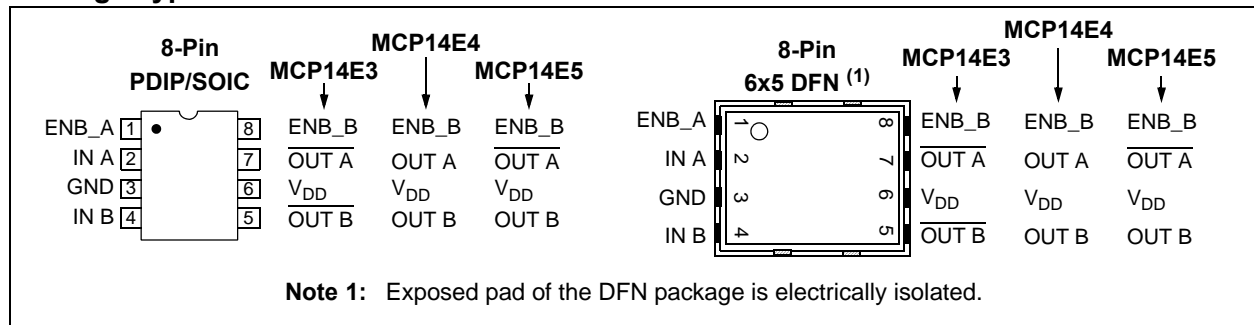 8-Pin
PDIP/SOIC
MCP14E3
MCP14E4
MCP14E5
ENB_A 1 8 ENB_B ENB_B ENB_B
IN A 2 7 OUT A OUT A OUT A
GND 3 6 VDD VDD VDD
IN B 4 5 OUT B OUT B OUT B
8-Pin
6x5 DFN (1)
MCP14E3
MCP14E4
MCP14E5
ENB_A 1 8 ENB_B ENB_B ENB_B
IN A 2 7 OUT A OUT A OUT A
GND 3 6 VDD VDD VDD
IN B 4 5 OUT B OUT B OUT B
Note 1: Exposed pad of the DFN package is electrically isolated.